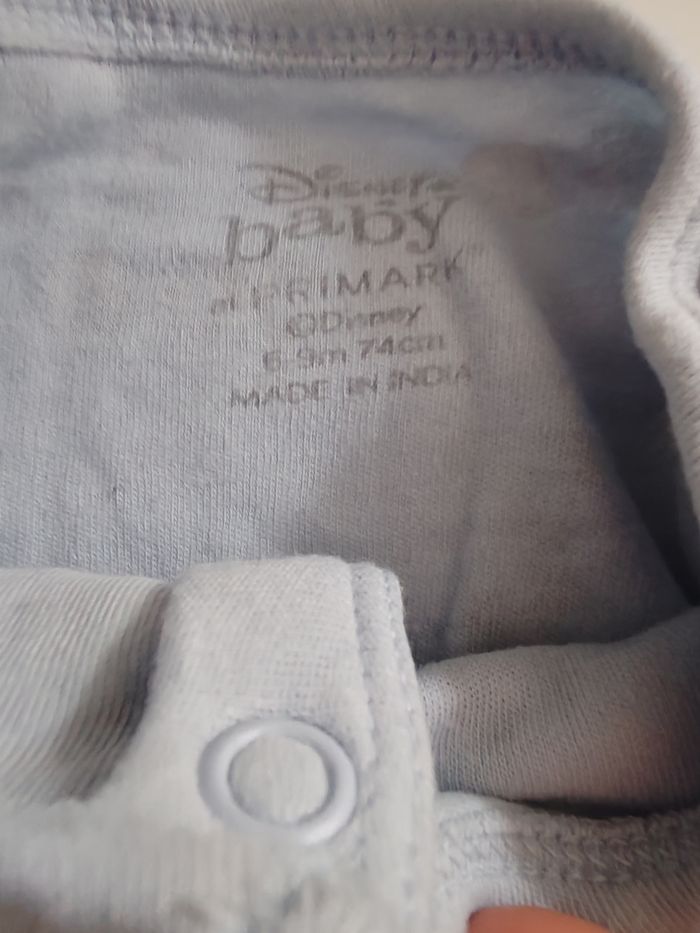 Disney
baby
at PRIMARK
©Disney
6-9m 74cm
MADE IN INDIA